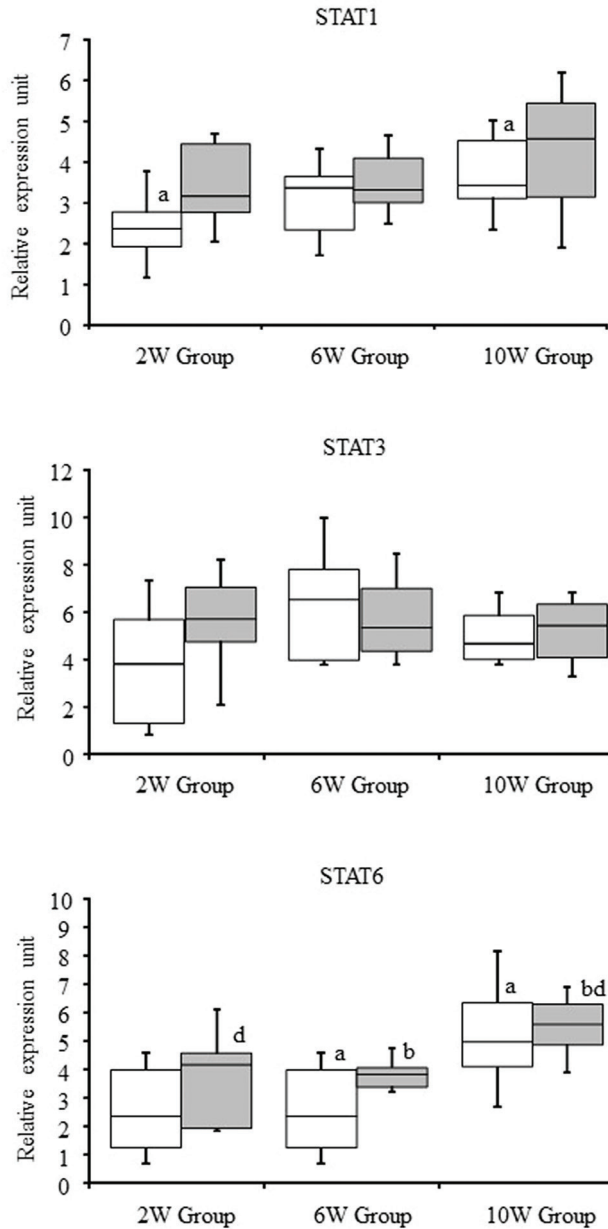 STAT1
Relative expression unit
7
6
5
4
3
2
1
0
a
a
2W Group 6W Group 10W Group
STAT3
Relative expression unit
12
10
8
6
4
2
0
2W Group 6W Group 10W Group
STAT6
Relative expression unit
10
9
8
7
6
5
4
3
2
1
0
d
a
b
a
bd
2W Group 6W Group 10W Group